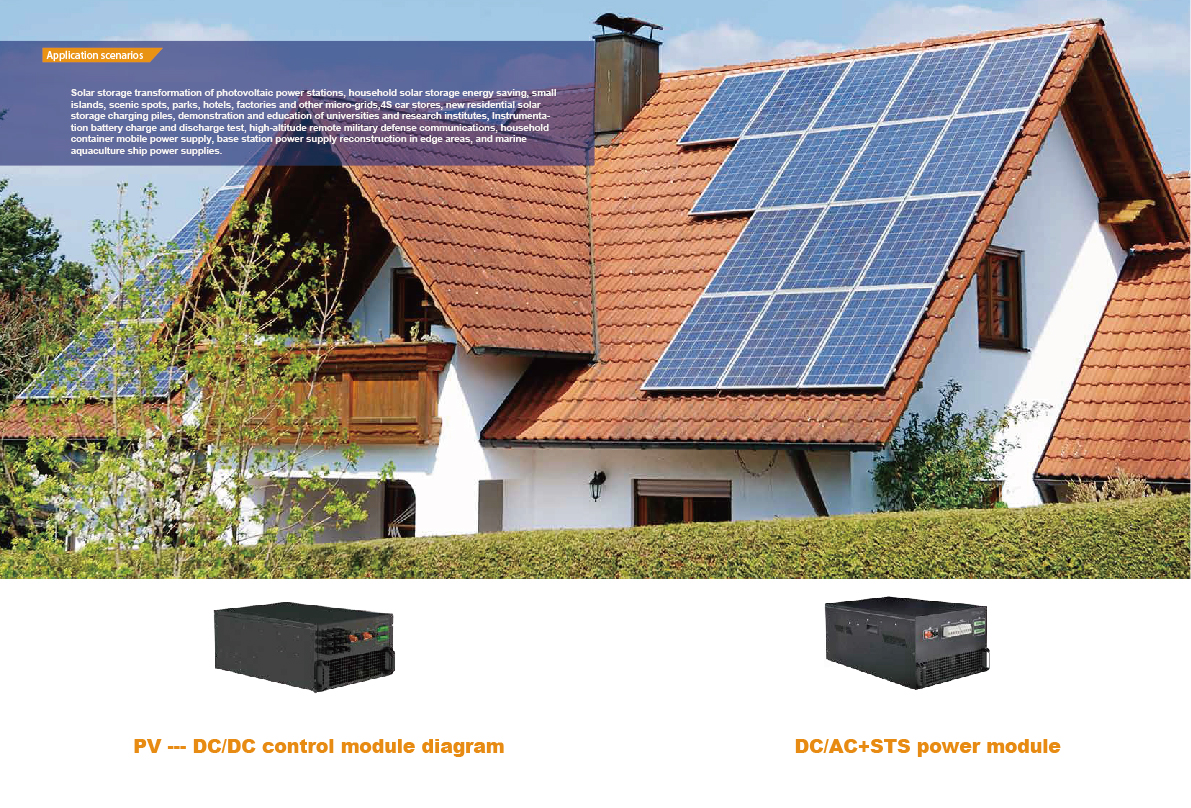 Application scenarios
Solar storage transformation of photovoltaic power stations, household solar storage energy saving, small
islands, scenic spots, parks, hotels, factories and other micro-grids,4S car stores, new residential solar
storage charging piles, demonstration and education of universities and research institutes, Instrumenta-
tion battery charge and discharge test, high-altitude remote military defense communications, household
container mobile power supply, base station power supply reconstruction in edge areas, and marine
aquaculture ship power supplies.
PV --- DC/DC control module diagram
DC/AC+STS power module